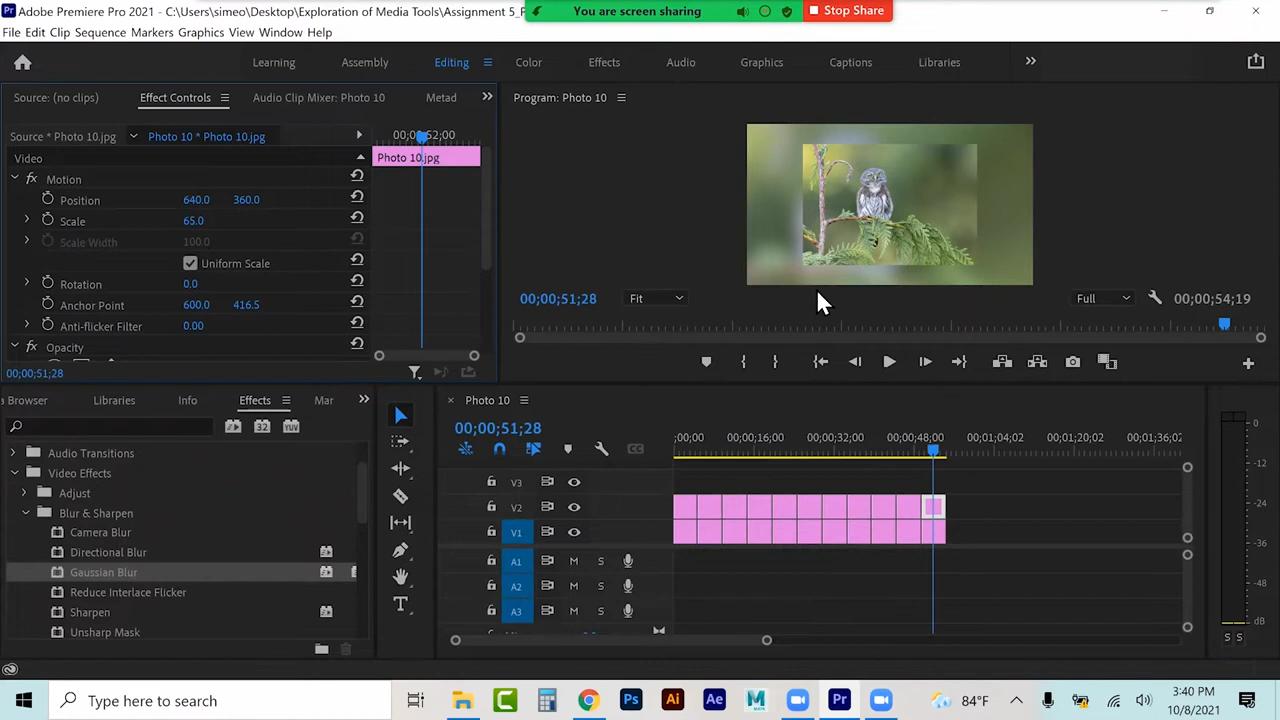 Adobe Premiere Pro 2021 - C:\Users\simeo\Desktop\Exploration of Media Tools\Assignment 5_P
You are screen sharing
Stop Share
File Edit Clip Sequence Markers Graphics View Window Help
Learning Assembly Editing Color Effects Audio Graphics Captions Libraries
Source: (no clips) Effect Controls Audio Clip Mixer: Photo 10 Metad
Program: Photo 10
Source * Photo 10.jpg Photo 10 * Photo 10.jpg
Video
Photo 10.jpg
fx Motion
Position 640.0 360.0
Scale 65.0
Scale Width 100.0
Uniform Scale
Rotation 0.0
Anchor Point 600.0 416.5
Anti-flicker Filter 0.00
fx Opacity
00;00;51;28
00;00;51;28 Fit Full 00;00;54;19
a Browser Libraries Info Effects Mar
Audio Transitions
Video Effects
Adjust
Blur & Sharpen
Camera Blur
Directional Blur
Gaussian Blur
Reduce Interlace Flicker
Sharpen
Unsharp Mask
Photo 10
00;00;51;28
;00;00 00;00;16;00 00;00;32;00 00;00;48;00 00;01;04;02 00;01;20;02 00;01;36;02
V3
V2
V1
A1 M S
A2 M S
A3 M S
0
-12
-24
-36
-48
dB
S S
Type here to search
Ps Ai Ae M Pr
84°F
3:40 PM
10/8/2021